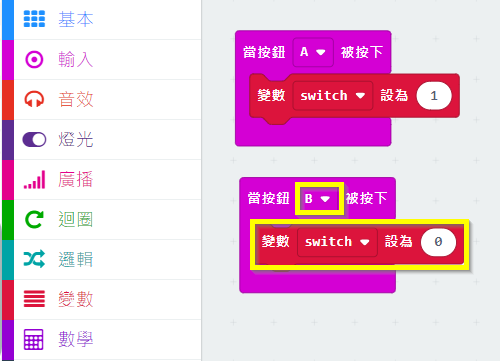 基本
輸入
音效
燈光
廣播
迴圈
邏輯
變數
數學
當按鈕 A 被按下
變數 switch 設為 1
當按鈕 B 被按下
變數 switch 設為 0